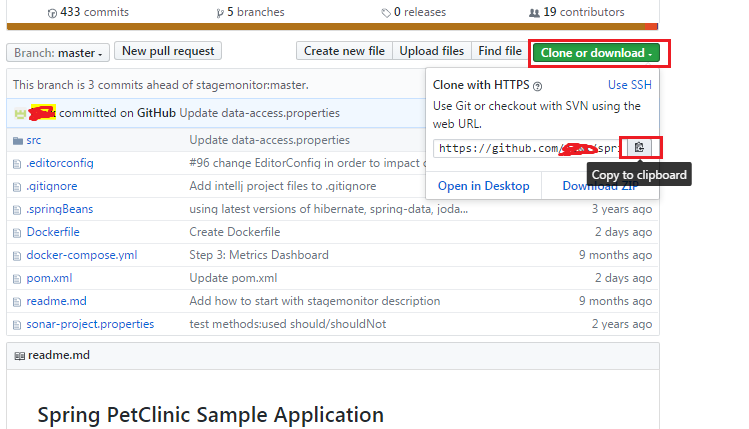 433 commits 5 branches 0 releases 19 contributors
Branch: master New pull request Create new file Upload files Find file Clone or download
This branch is 3 commits ahead of stagemonitor:master.
committed on GitHub Update data-access.properties
Clone with HTTPS Use SSH
Use Git or checkout with SVN using the
web URL.
https://github.com/ /spri
Copy to clipboard
Open in Desktop Download ZIP
src Update data-access.properties
.editorconfig #96 change EditorConfig in order to impact
.gitignore Add intellj project files to .gitignore
.springBeans using latest versions of hibernate, spring-data, joda... 3 years ago
Dockerfile Create Dockerfile 2 days ago
docker-compose.yml Step 3: Metrics Dashboard 9 months ago
pom.xml Update pom.xml 2 days ago
readme.md Add how to start with stagemonitor description 9 months ago
sonar-project.properties test methods:used should/shouldNot 2 years ago
readme.md
Spring PetClinic Sample Application